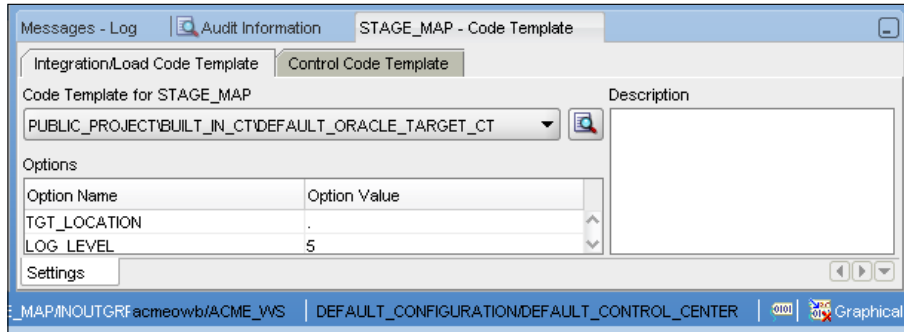 Messages - Log Audit Information STAGE_MAP - Code Template
Integration/Load Code Template Control Code Template
Code Template for STAGE_MAP Description
PUBLIC_PROJECT\BUILT_IN_CT\DEFAULT_ORACLE_TARGET_CT
Options
Option Name Option Value
TGT_LOCATION .
LOG_LEVEL 5
Settings
E_MAP/INOUTGRF acmeowb/ACME_WS DEFAULT_CONFIGURATION/DEFAULT_CONTROL_CENTER Graphical